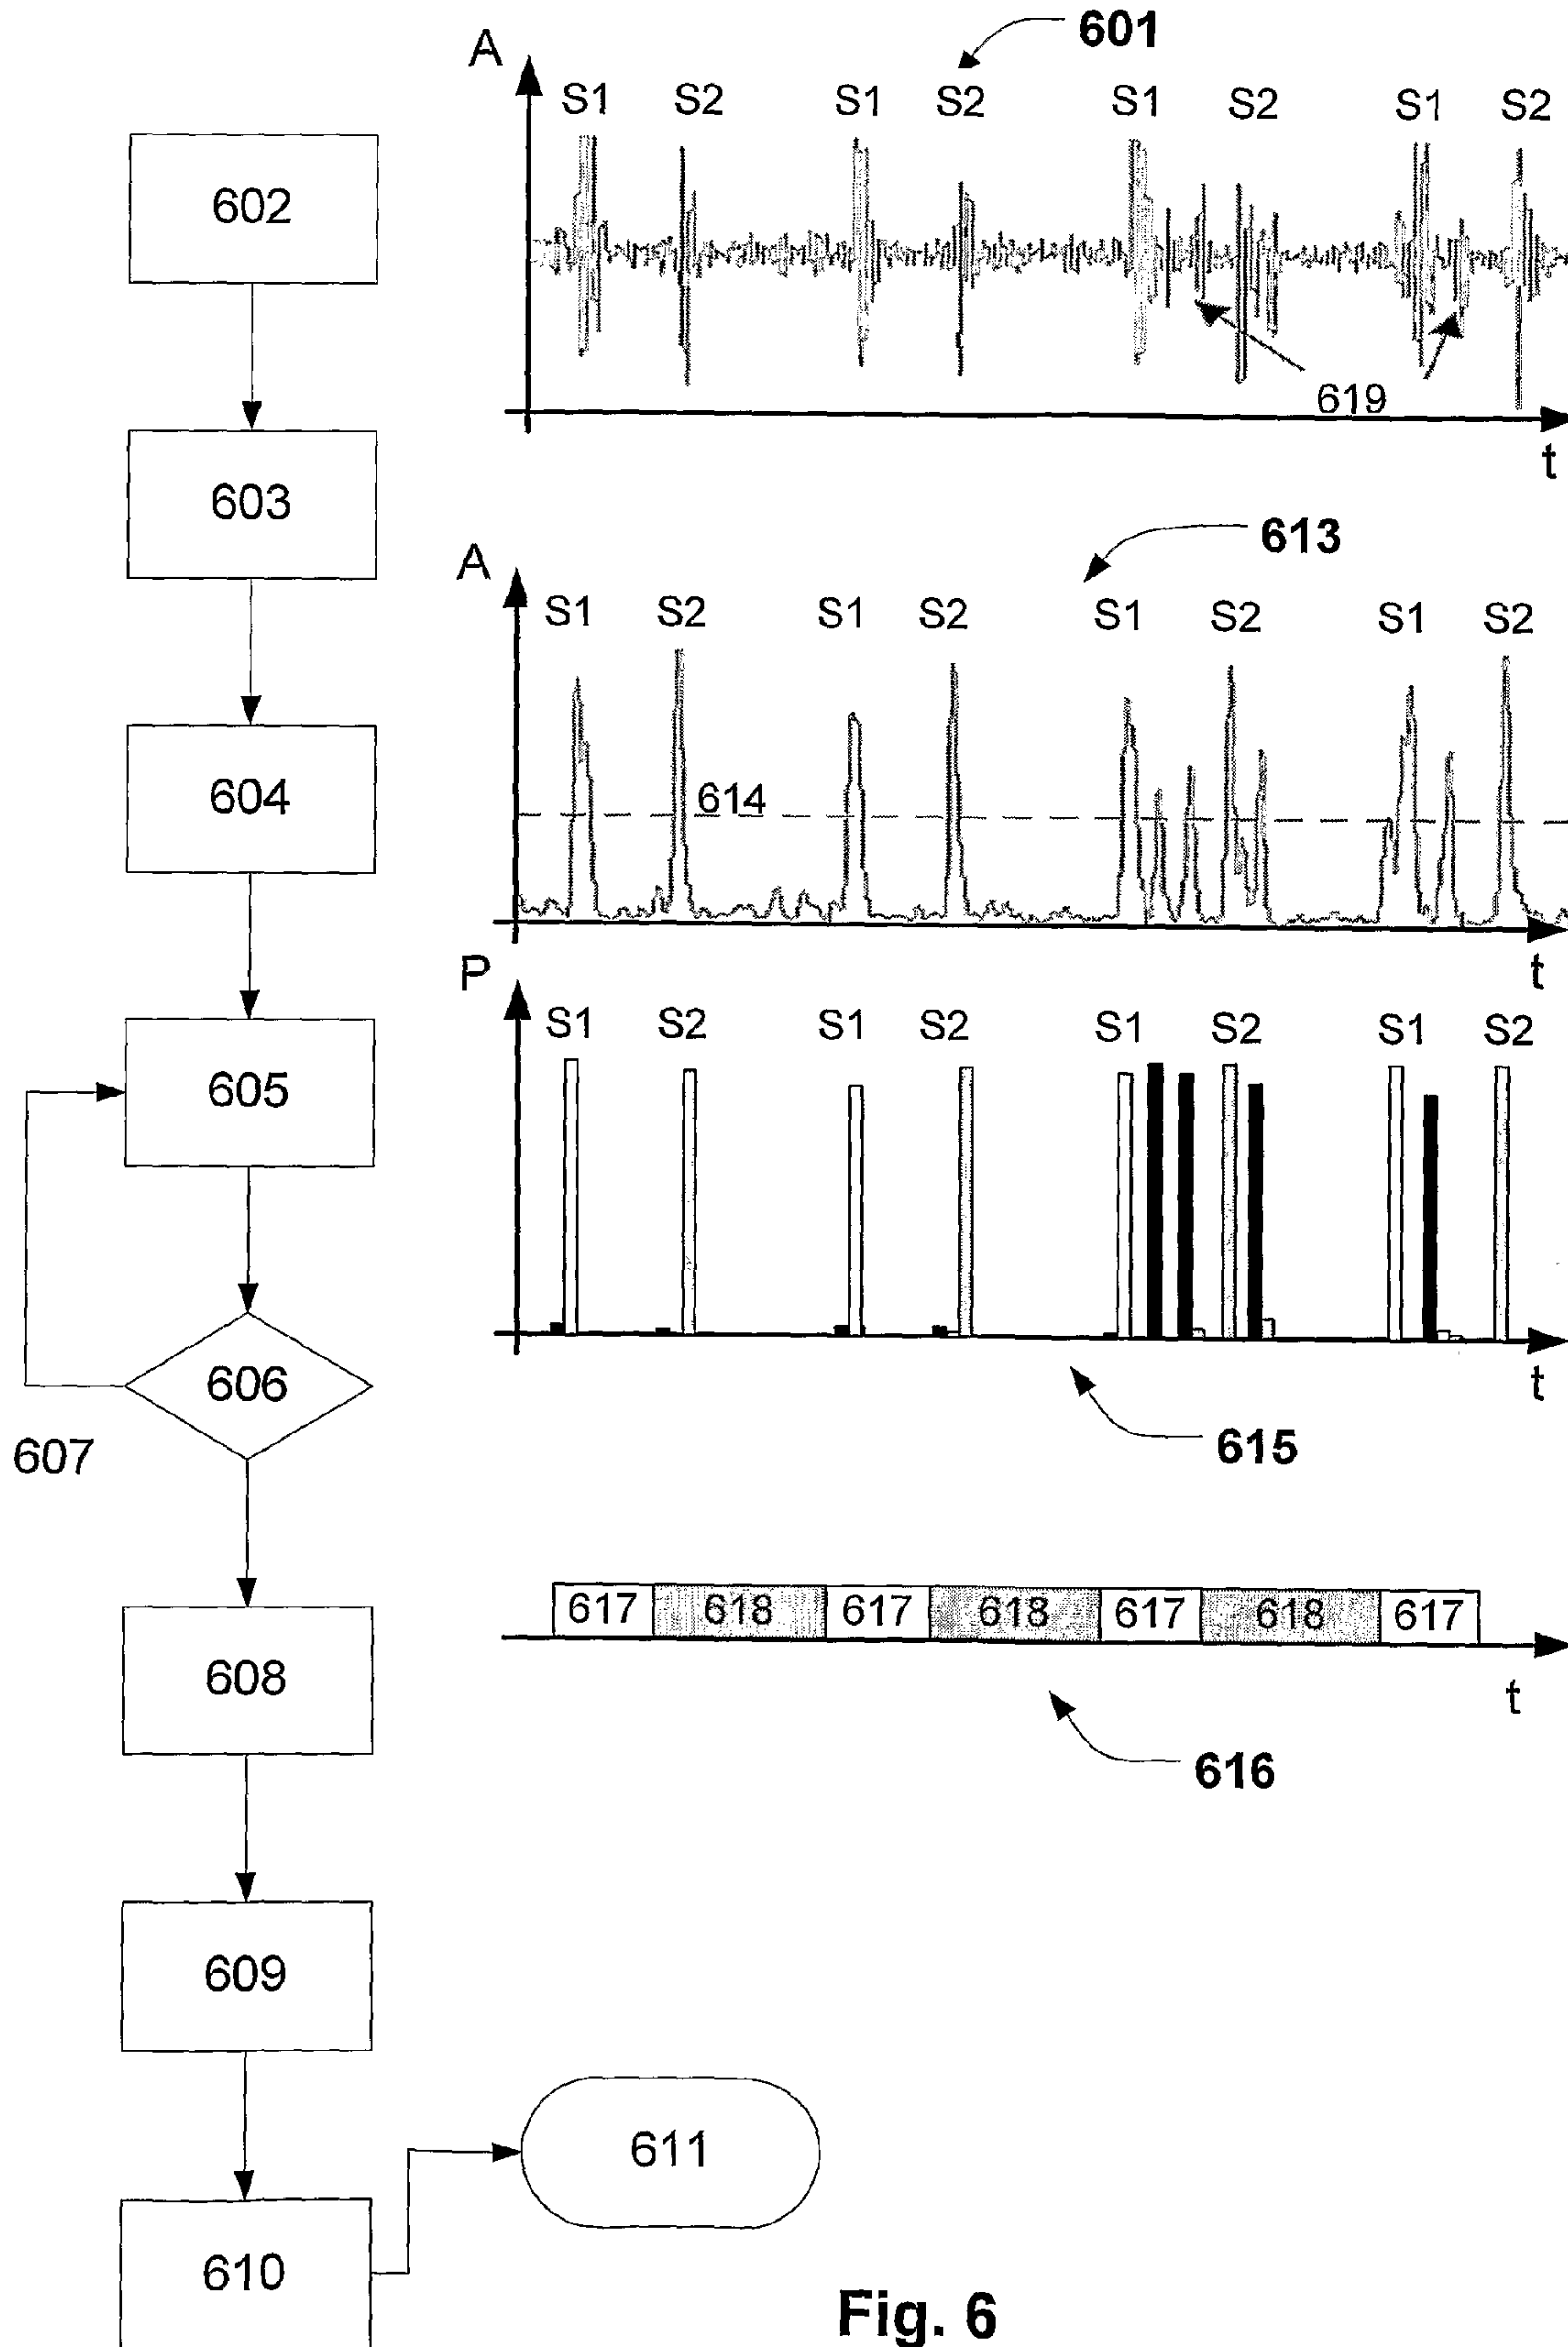 601
A
S1 S2 S1 S2 S1 S2 S1 S2
602
619
t
603
613
A
S1 S2 S1 S2 S1 S2 S1 S2
604
614
t
P
S1 S2 S1 S2 S1 S2 S1 S2
605
606
t
607
615
617 618 617 618 617 618 617
608
t
616
609
611
610
Fig. 6